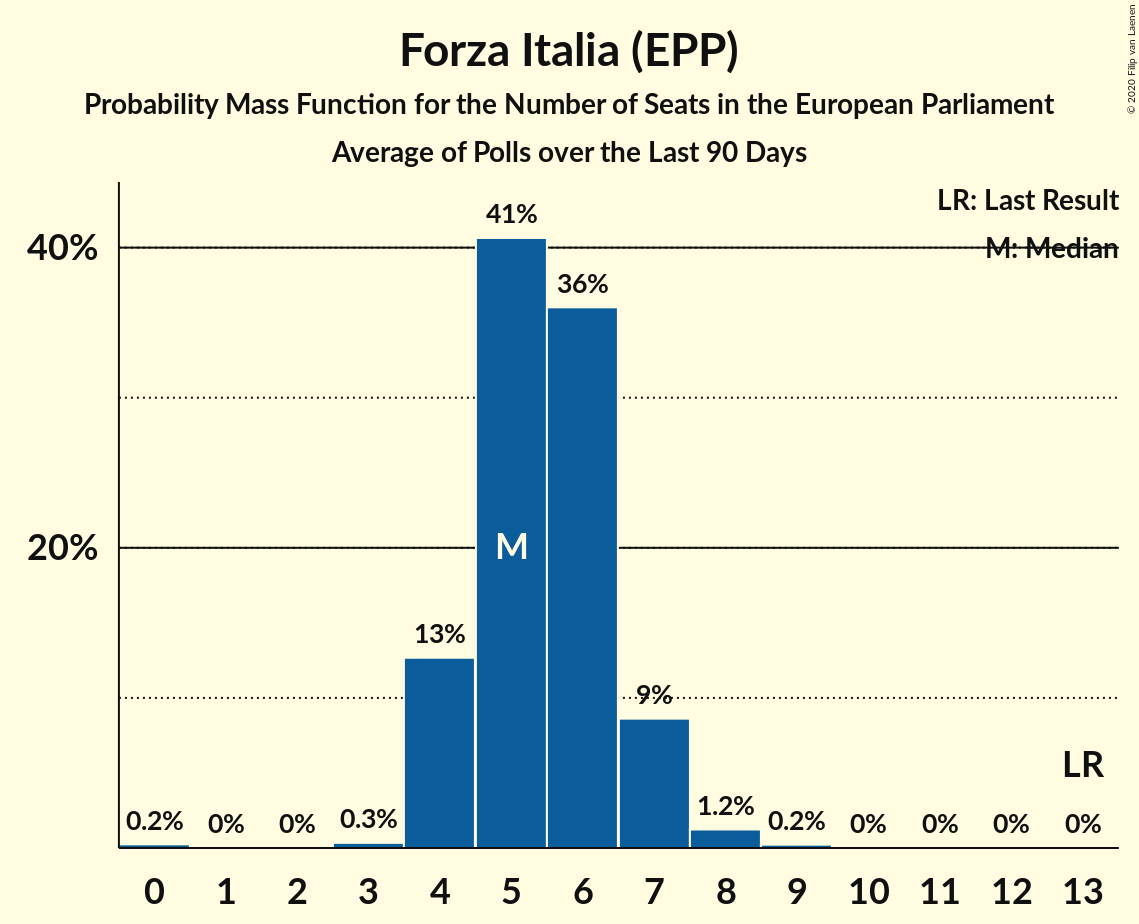 Forza Italia (EPP)
Probability Mass Function for the Number of Seats in the European Parliament
Average of Polls over the Last 90 Days
© 2020 Filip van Laenen
LR: Last Result
M: Median
40%
20%
41%
36%
M
13%
9%
LR
0.2%
0%
0%
0.3%
1.2%
0.2%
0%
0%
0%
0%
0 1 2 3 4 5 6 7 8 9 10 11 12 13